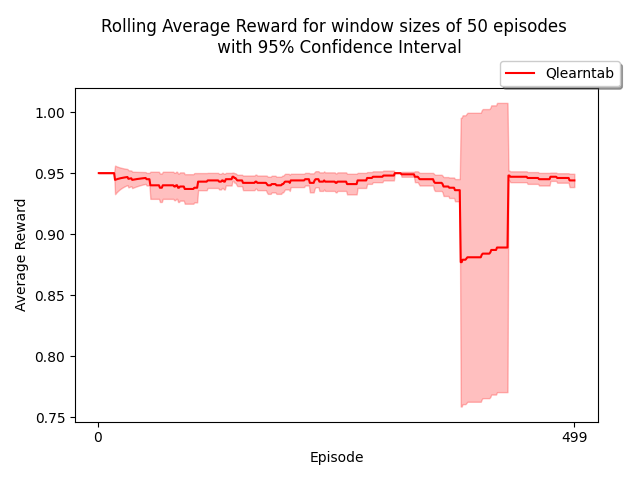 Rolling Average Reward for window sizes of 50 episodes
with 95% Confidence Interval
Qlearntab
1.00
0.95
0.90
0.85
0.80
0.75
Average Reward
0
499
Episode